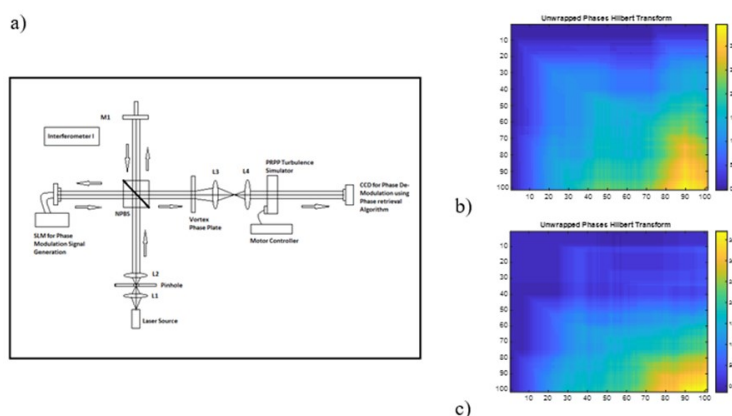 a)
M1
Interferometer I
PRPP Turbulence
Simulator
L3
L4
CCD for Phase De-
Modulation using
Phase retrieval
Algorithm
NPBS
Vortex
Phase Plate
Motor Controller
SLM for Phase
Modulation Signal
Generation
L2
Pinhole
L1
Laser Source
Unwrapped Phases Hilbert Transform
10
20
30
40
50
60
70
80
90
100
10 20 30 40 50 60 70 80 90 100
b)
Unwrapped Phases Hilbert Transform
10
20
30
40
50
60
70
80
90
100
10 20 30 40 50 60 70 80 90 100
c)